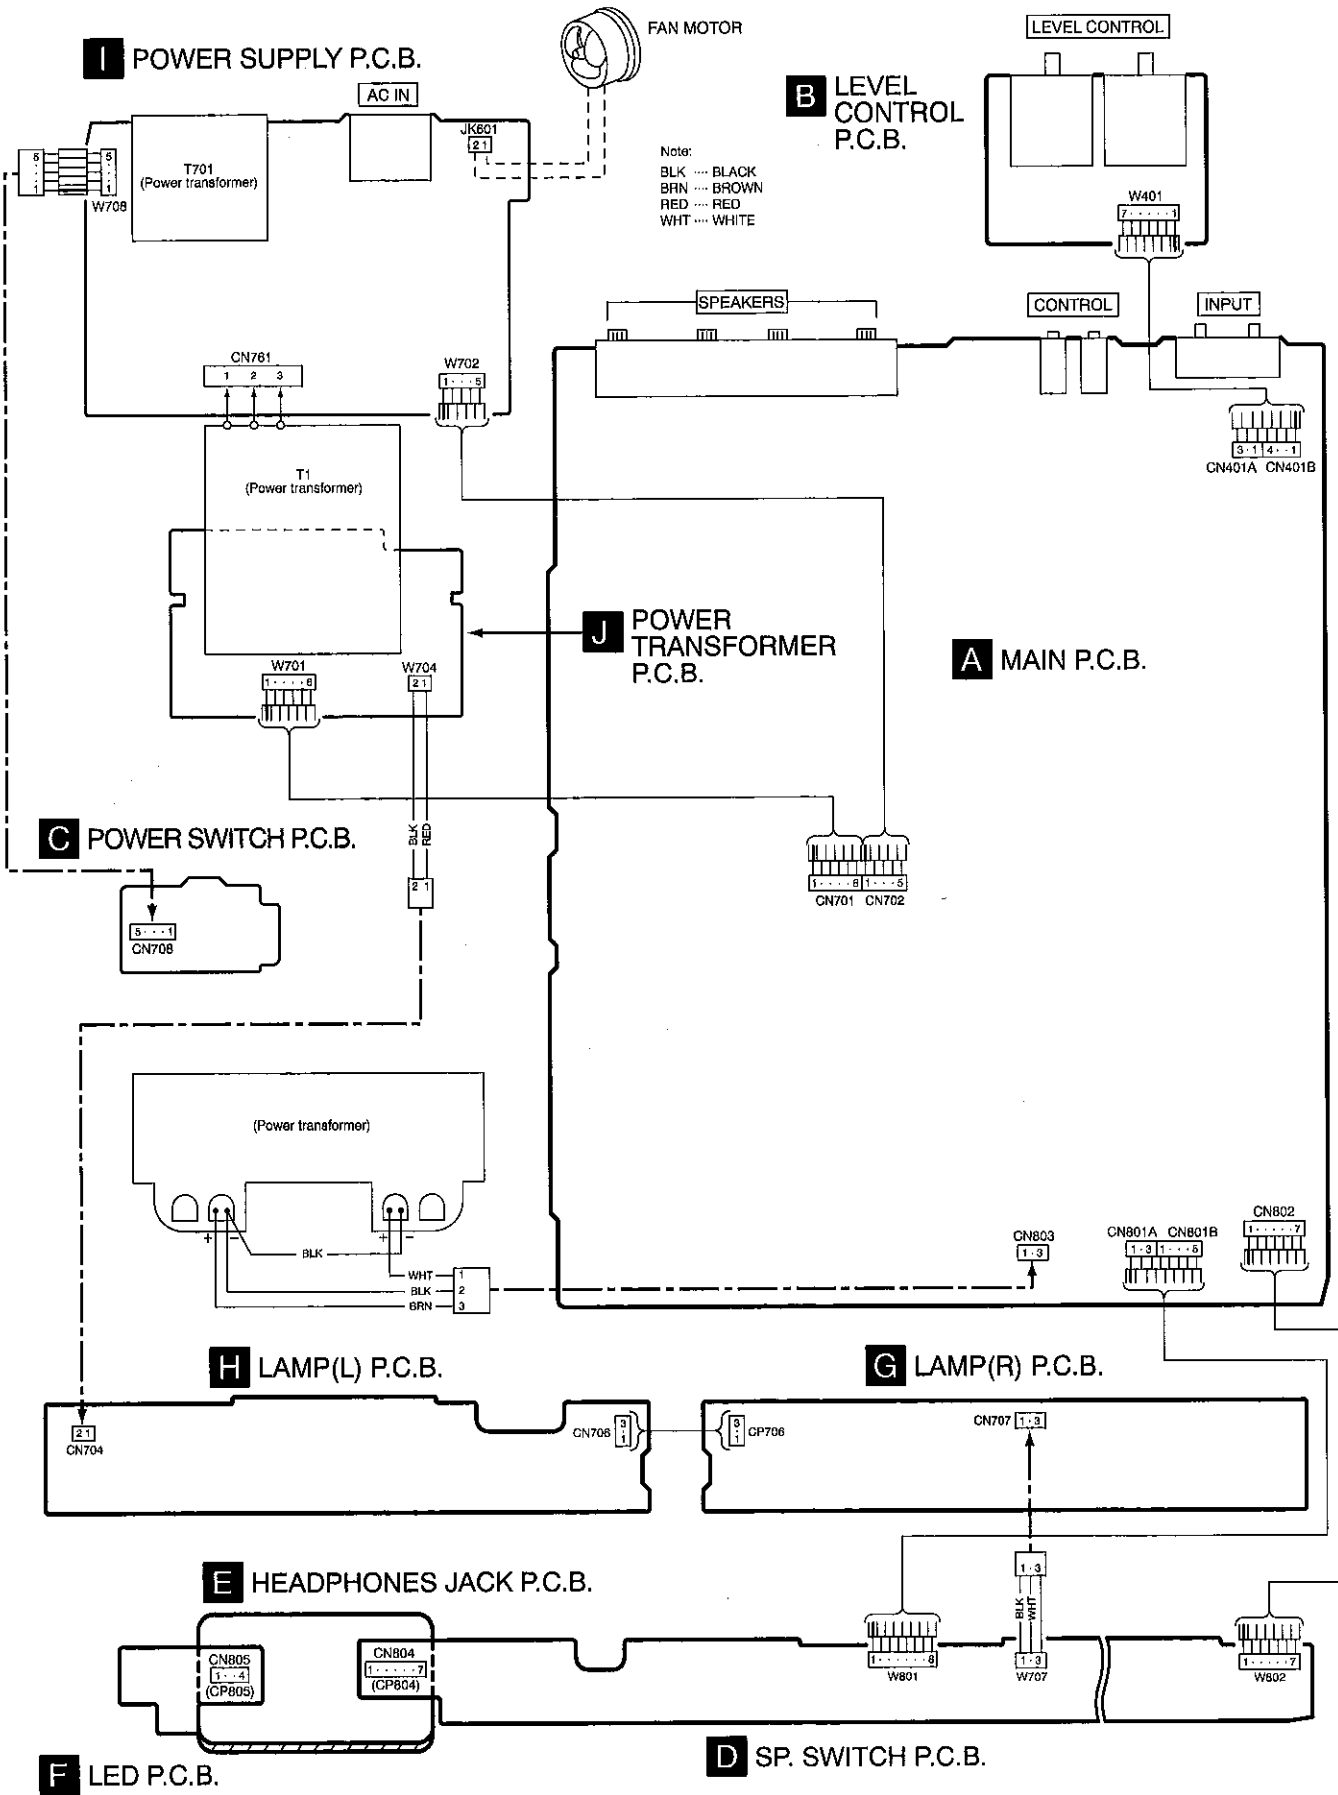 FAN MOTOR
LEVEL CONTROL
I POWER SUPPLY P.C.B.
B LEVEL
CONTROL
P.C.B.
AC IN
JK601
2 1
T701
(Power transformer)
5
1
5
1
W708
Note:
BLK ···· BLACK
BRN ···· BROWN
RED ···· RED
WHT ···· WHITE
W401
7 · · · · · 1
SPEAKERS
CONTROL
INPUT
CN761
1 2 3
W702
1 · · · 5
3 · 1 4 · · 1
CN401A CN401B
T1
(Power transformer)
J POWER
TRANSFORMER
P.C.B.
A MAIN P.C.B.
W701
1 · · · · 6
W704
2 1
BLK
RED
2 1
C POWER SWITCH P.C.B.
5 · · · 1
CN708
1 · · · · 6 1 · · · 5
CN701 CN702
(Power transformer)
+ −
+ −
BLK
WHT 1
BLK 2
BRN 3
CN803
1 · 3
CN801A CN801B
1 · 3 1 · · · 5
CN802
1 · · · · · 7
H LAMP(L) P.C.B.
G LAMP(R) P.C.B.
2 1
CN704
CN706
3
1
3
1
CP706
CN707
1 · 3
1 · 3
BLK
WHT
E HEADPHONES JACK P.C.B.
CN805
1 · · 4
(CP805)
CN804
1 · · · · · 7
(CP804)
1 · · · · · · 8
W801
1 · 3
W707
1 · · · · · 7
W802
D SP. SWITCH P.C.B.
F LED P.C.B.